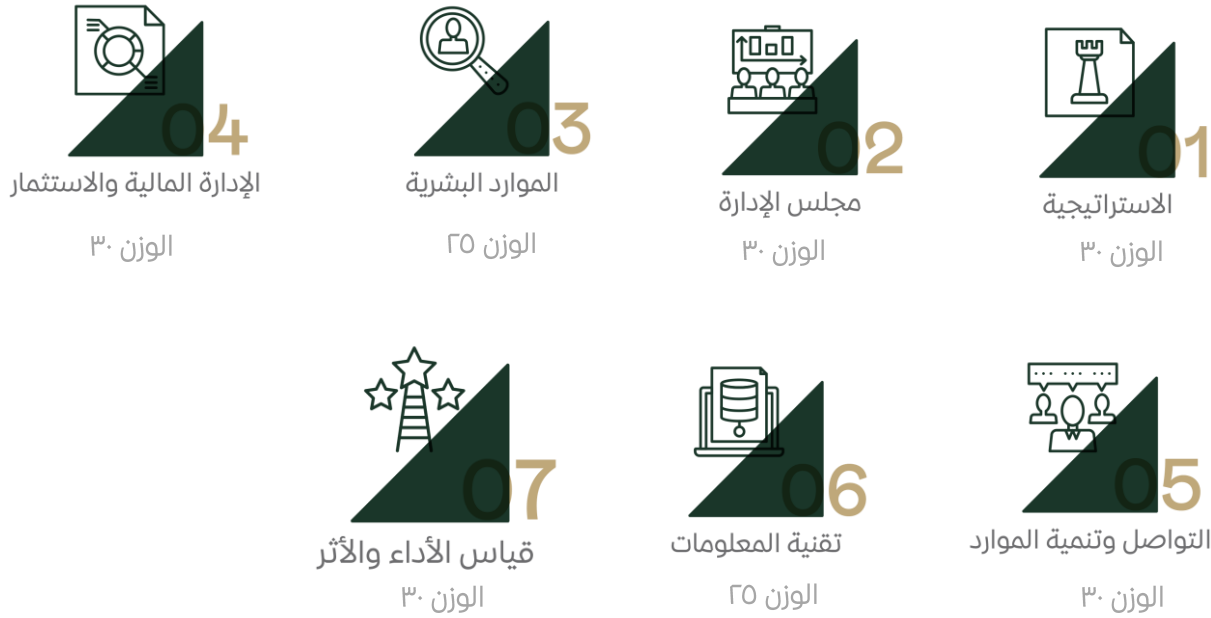 01
الاستراتيجية
الوزن ٣٠
02
مجلس الإدارة
الوزن ٣٠
03
الموارد البشرية
الوزن ٢٥
04
الإدارة المالية والاستثمار
الوزن ٣٠
05
التواصل وتنمية الموارد
الوزن ٣٠
06
تقنية المعلومات
الوزن ٢٥
07
قياس الأداء والأثر
الوزن ٣٠